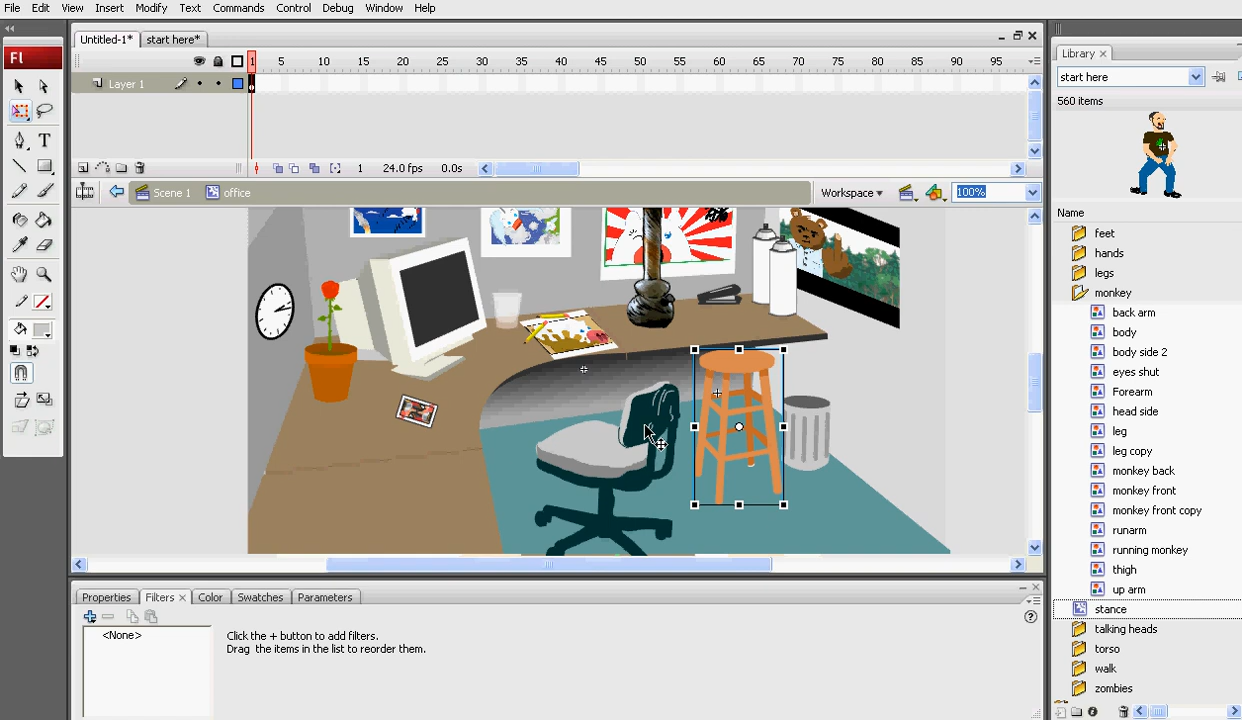 File Edit View Insert Modify Text Commands Control Debug Window Help
Untitled-1* start here*
1 5 10 15 20 25 30 35 40 45 50 55 60 65 70 75 80 85 90 95
Layer 1
1 24.0 fps 0.0s
Scene 1 office Workspace 100%
Fl
Library
start here
560 items
Name
feet
hands
legs
monkey
back arm
body
body side 2
eyes shut
Forearm
head side
leg
leg copy
monkey back
monkey front
monkey front copy
runarm
running monkey
thigh
up arm
stance
talking heads
torso
walk
zombies
Properties Filters Color Swatches Parameters
<None>
Click the + button to add filters.
Drag the items in the list to reorder them.